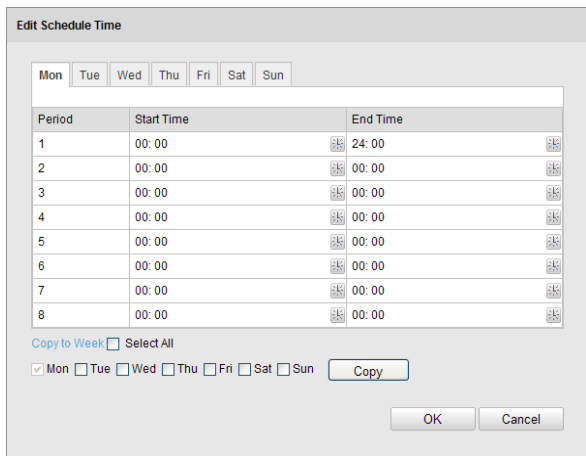 Edit Schedule Time
Mon Tue Wed Thu Fri Sat Sun
Period Start Time End Time
1 00: 00 24: 00
2 00: 00 00: 00
3 00: 00 00: 00
4 00: 00 00: 00
5 00: 00 00: 00
6 00: 00 00: 00
7 00: 00 00: 00
8 00: 00 00: 00
Copy to Week Select All
Mon Tue Wed Thu Fri Sat Sun Copy
OK Cancel